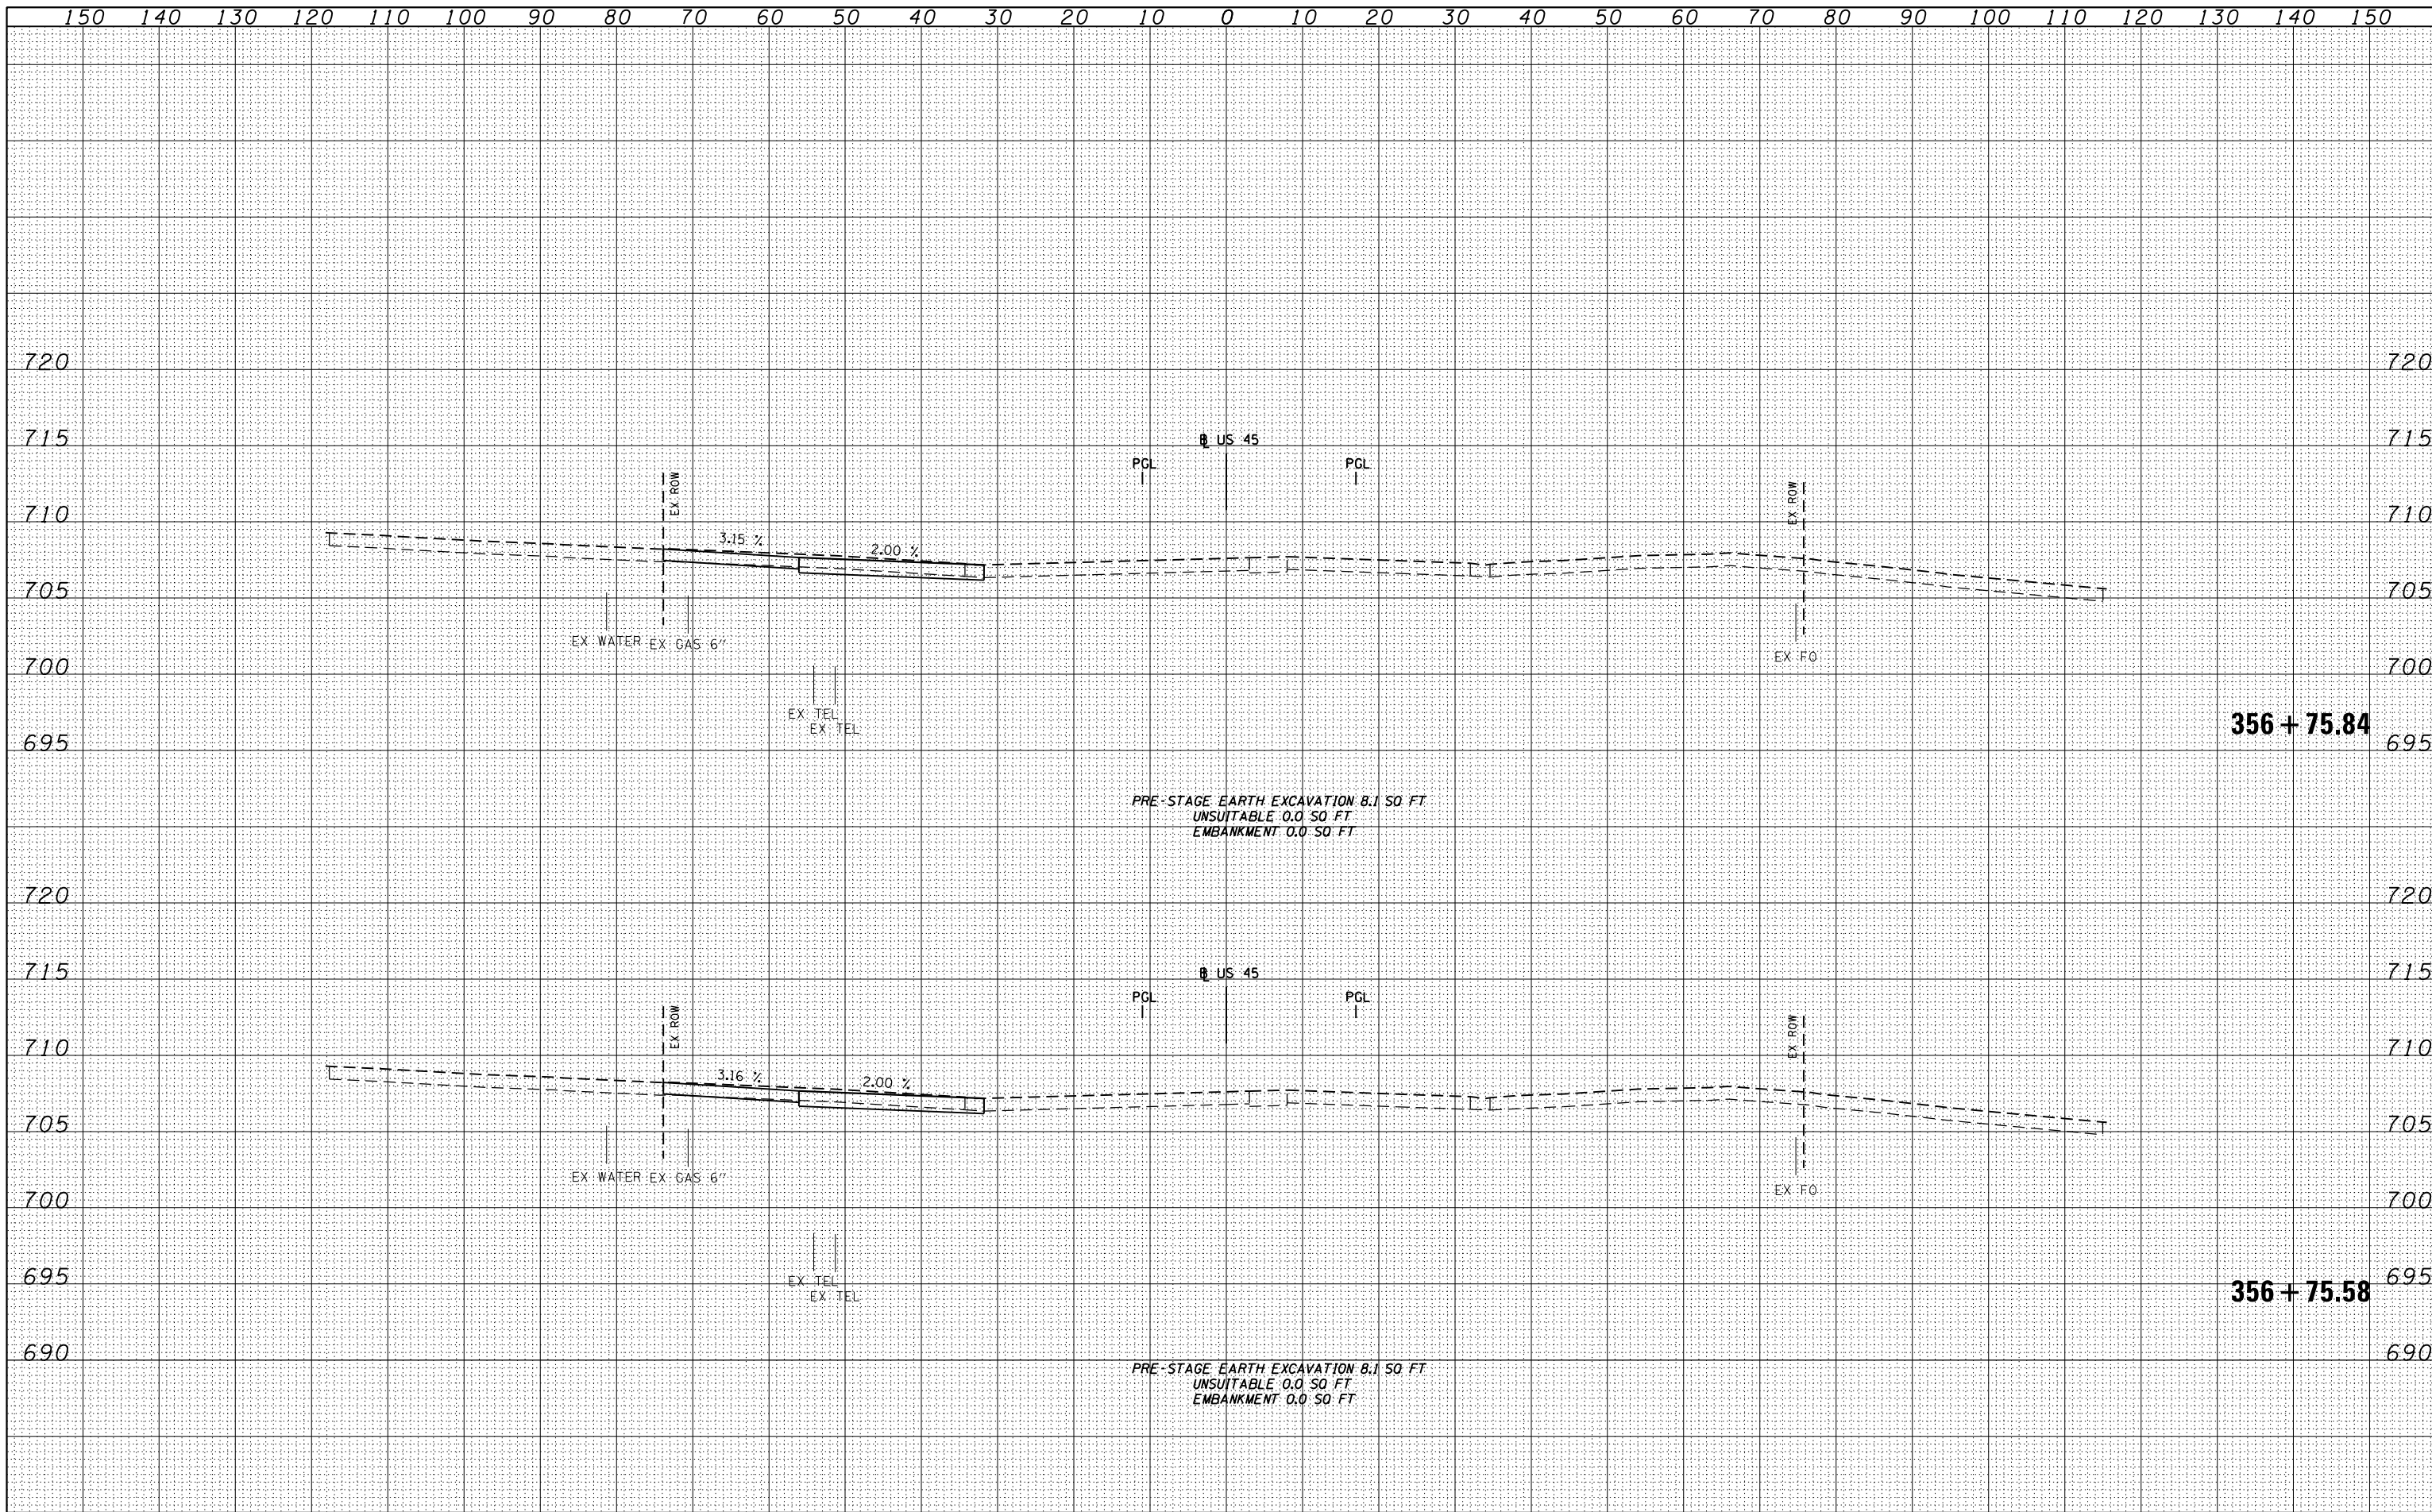 150 140 130 120 110 100 90 80 70 60 50 40 30 20 10 0 10 20 30 40 50 60 70 80 90 100 110 120 130 140 150
720 720
715 ℄ US 45 715
PGL PGL
EX ROW EX ROW
710 710
3.15 % 2.00 %
705 705
EX WATER EX GAS 6"
EX FO
700 700
EX TEL
EX TEL
356 + 75.84
695 695
PRE-STAGE EARTH EXCAVATION 8.1 SQ FT
UNSUITABLE 0.0 SQ FT
EMBANKMENT 0.0 SQ FT
720 720
715 ℄ US 45 715
PGL PGL
EX ROW EX ROW
710 710
3.16 % 2.00 %
705 705
EX WATER EX GAS 6"
EX FO
700 700
695 695
EX TEL
EX TEL
356 + 75.58
690 690
PRE-STAGE EARTH EXCAVATION 8.1 SQ FT
UNSUITABLE 0.0 SQ FT
EMBANKMENT 0.0 SQ FT